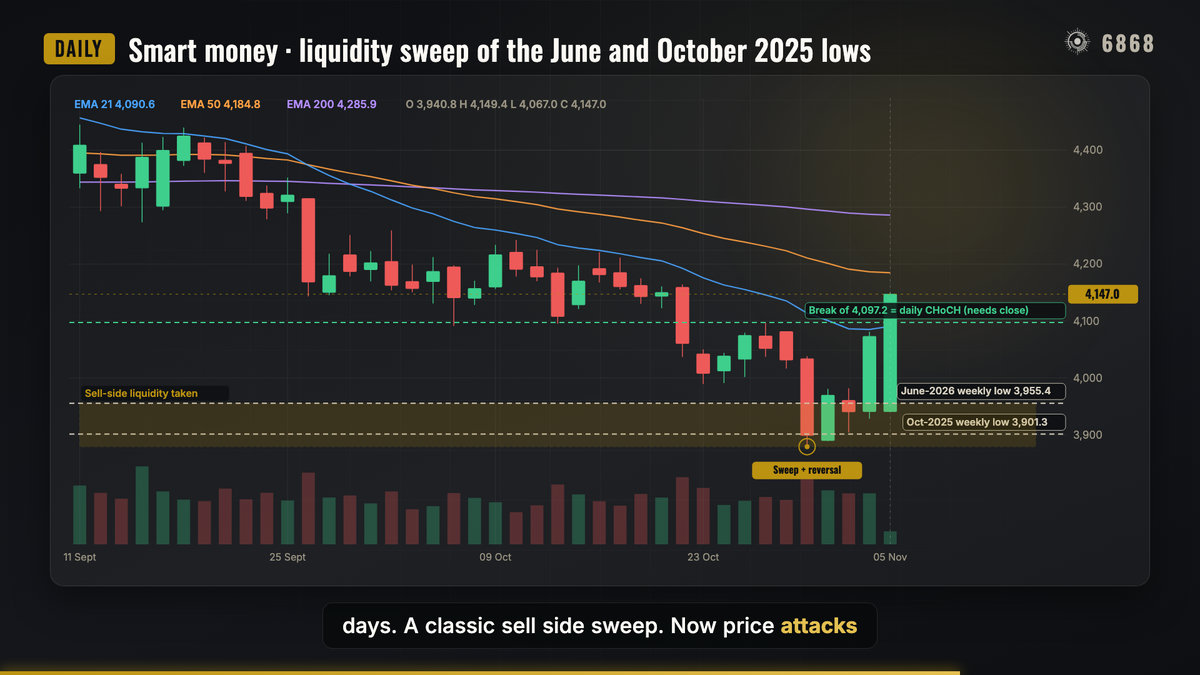 DAILY Smart money · liquidity sweep of the June and October 2025 lows 6868
EMA 21 4,090.6 EMA 50 4,184.8 EMA 200 4,285.9 O 3,940.8 H 4,149.4 L 4,067.0 C 4,147.0
4,400
4,300
4,200
4,147.0
Break of 4,097.2 = daily CHoCH (needs close)
4,100
4,000
Sell-side liquidity taken
June-2026 weekly low 3,955.4
Oct-2025 weekly low 3,901.3
3,900
Sweep + reversal
11 Sept 25 Sept 09 Oct 23 Oct 05 Nov
days. A classic sell side sweep. Now price attacks